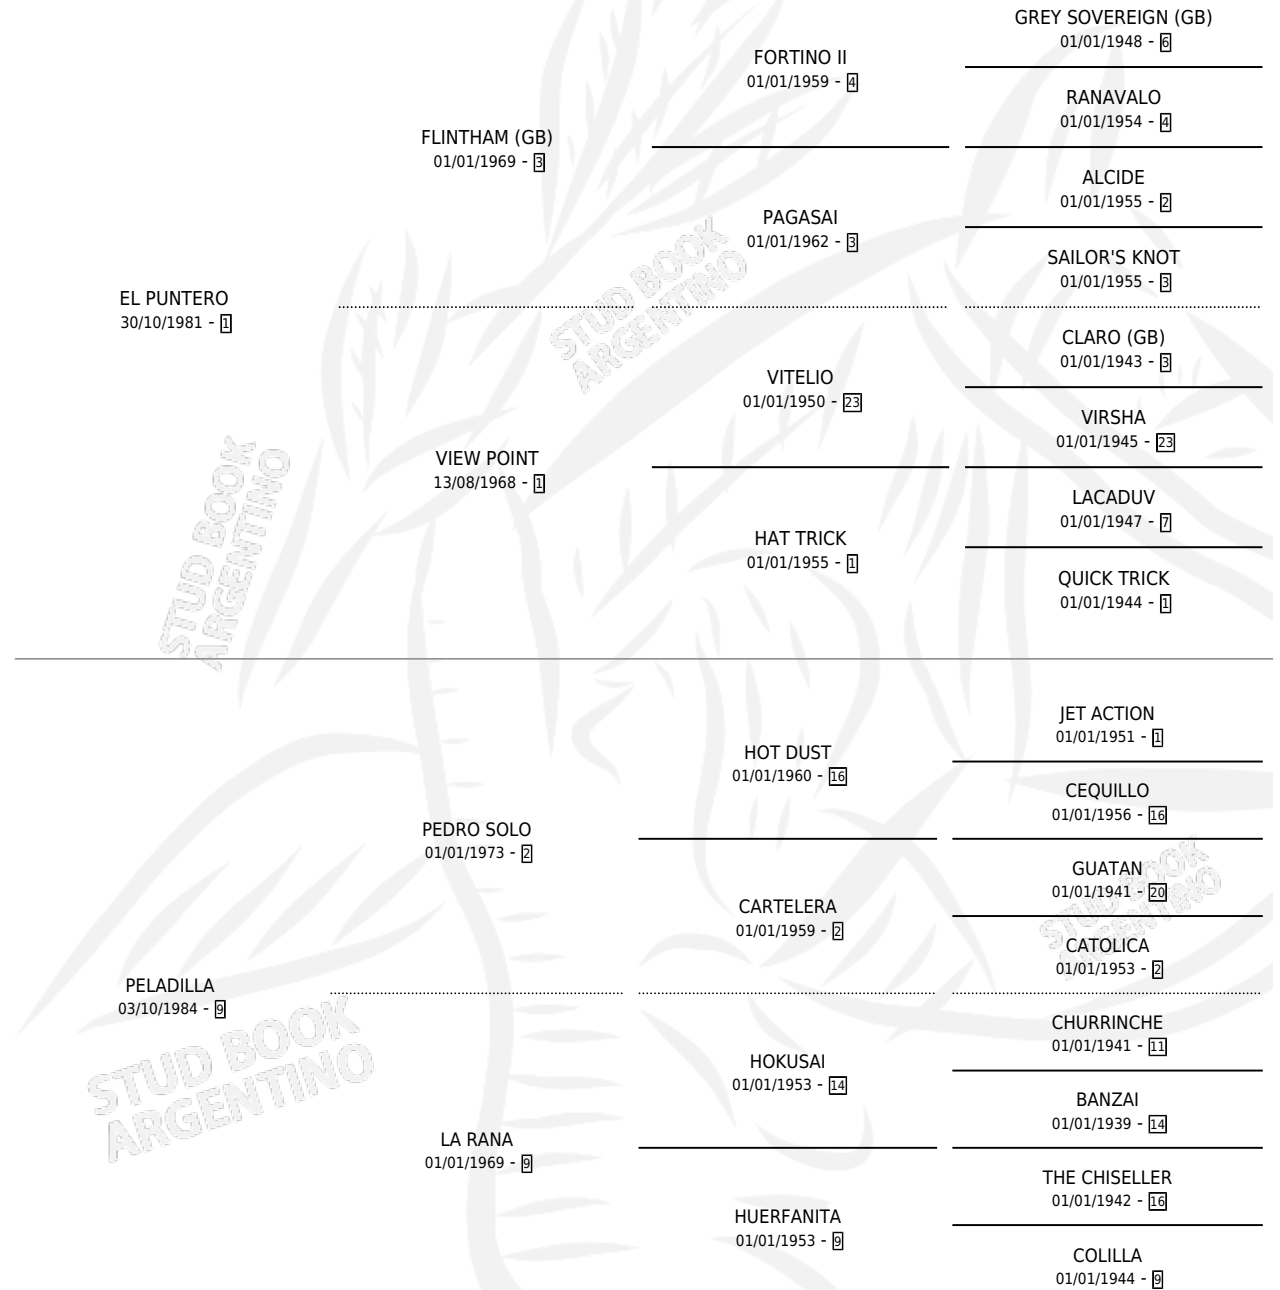 GREY SOVEREIGN (GB)
01/01/1948 - 6
FORTINO II
01/01/1959 - 4
RANAVALO
01/01/1954 - 4
FLINTHAM (GB)
01/01/1969 - 3
ALCIDE
01/01/1955 - 2
PAGASAI
01/01/1962 - 3
SAILOR'S KNOT
01/01/1955 - 3
EL PUNTERO
30/10/1981 - 1
CLARO (GB)
01/01/1943 - 3
VITELIO
01/01/1950 - 23
VIRSHA
01/01/1945 - 23
VIEW POINT
13/08/1968 - 1
LACADUV
01/01/1947 - 7
HAT TRICK
01/01/1955 - 1
QUICK TRICK
01/01/1944 - 1
JET ACTION
01/01/1951 - 1
HOT DUST
01/01/1960 - 16
CEQUILLO
01/01/1956 - 16
PEDRO SOLO
01/01/1973 - 2
GUATAN
01/01/1941 - 20
CARTELERA
01/01/1959 - 2
CATOLICA
01/01/1953 - 2
PELADILLA
03/10/1984 - 9
CHURRINCHE
01/01/1941 - 11
HOKUSAI
01/01/1953 - 14
BANZAI
01/01/1939 - 14
LA RANA
01/01/1969 - 9
THE CHISELLER
01/01/1942 - 16
HUERFANITA
01/01/1953 - 9
COLILLA
01/01/1944 - 9
STUD BOOK
ARGENTINO
STUD BOOK
ARGENTINO
STUD BOOK
ARGENTINO
STUD BOOK
ARGENTINO